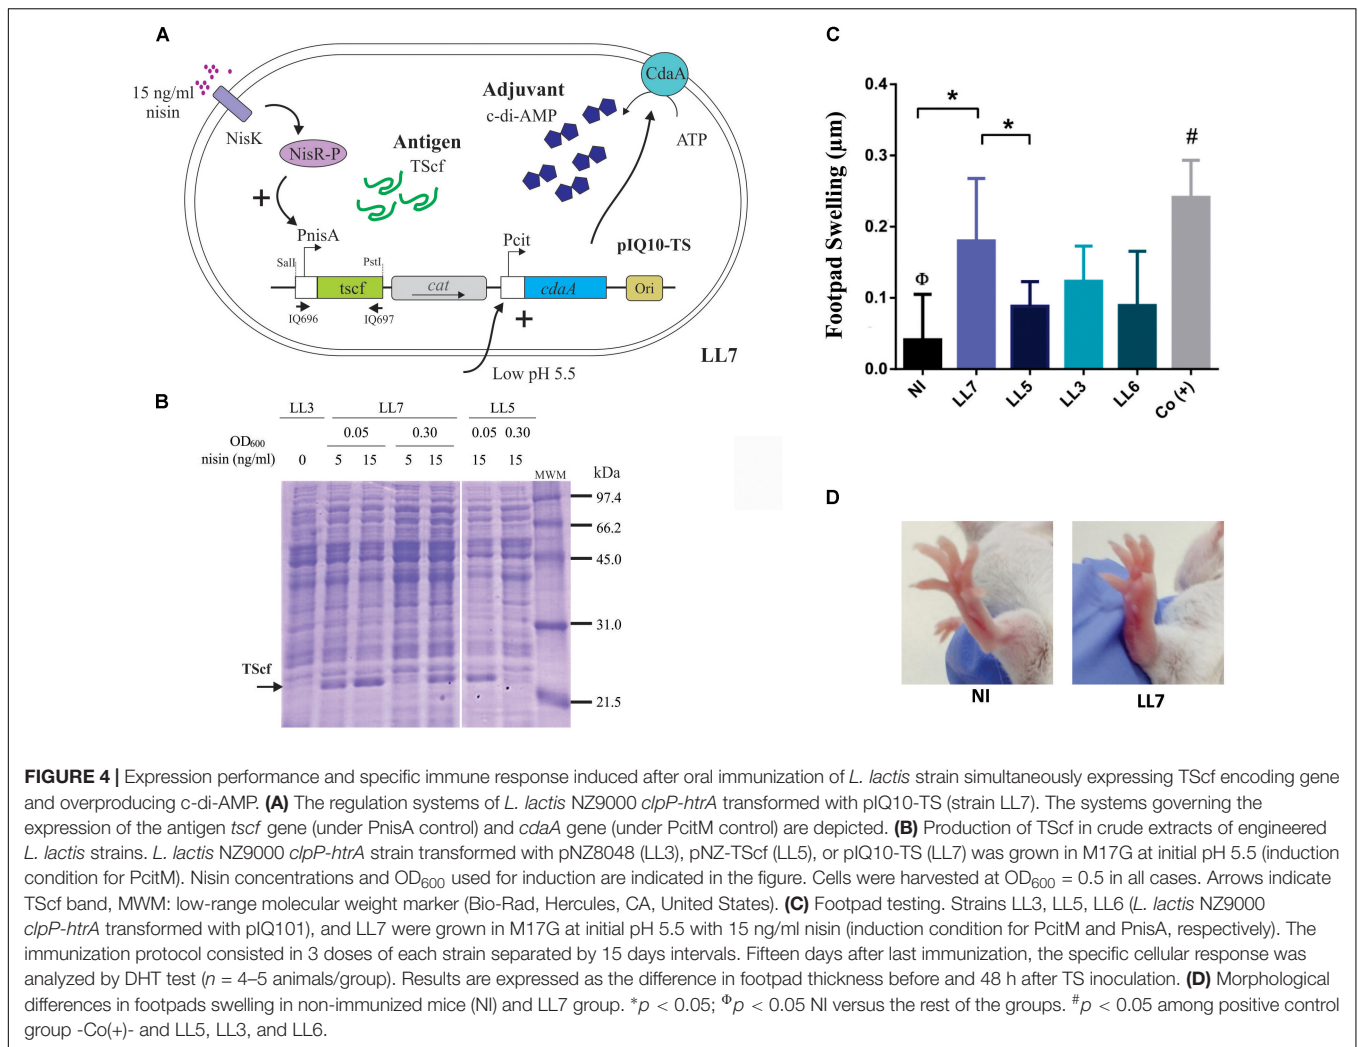 A
15 ng/ml
nisin
NisK
NisR-P
+
Antigen
TScf
Adjuvant
c-di-AMP
CdaA
ATP
PnisA
Pcit
pIQ10-TS
SalI
PstI
tscf
cat
cdaA
Ori
IQ696
IQ697
+
Low pH 5.5
LL7
B
LL3 LL7 LL5
OD600 0.05 0.30 0.05 0.30
nisin (ng/ml) 0 5 15 5 15 15 15
MWM kDa
97.4
66.2
45.0
31.0
TScf
21.5
C
Footpad Swelling (µm)
0.4
0.3
0.2
0.1
0.0
* * # Φ
NI LL7 LL5 LL3 LL6 Co (+)
D
NI LL7
FIGURE 4 | Expression performance and specific immune response induced after oral immunization of L. lactis strain simultaneously expressing TScf encoding gene
and overproducing c-di-AMP. (A) The regulation systems of L. lactis NZ9000 clpP-htrA transformed with pIQ10-TS (strain LL7). The systems governing the
expression of the antigen tscf gene (under PnisA control) and cdaA gene (under PcitM control) are depicted. (B) Production of TScf in crude extracts of engineered
L. lactis strains. L. lactis NZ9000 clpP-htrA strain transformed with pNZ8048 (LL3), pNZ-TScf (LL5), or pIQ10-TS (LL7) was grown in M17G at initial pH 5.5 (induction
condition for PcitM). Nisin concentrations and OD600 used for induction are indicated in the figure. Cells were harvested at OD600 = 0.5 in all cases. Arrows indicate
TScf band, MWM: low-range molecular weight marker (Bio-Rad, Hercules, CA, United States). (C) Footpad testing. Strains LL3, LL5, LL6 (L. lactis NZ9000
clpP-htrA transformed with pIQ101), and LL7 were grown in M17G at initial pH 5.5 with 15 ng/ml nisin (induction condition for PcitM and PnisA, respectively). The
immunization protocol consisted in 3 doses of each strain separated by 15 days intervals. Fifteen days after last immunization, the specific cellular response was
analyzed by DHT test (n = 4–5 animals/group). Results are expressed as the difference in footpad thickness before and 48 h after TS inoculation. (D) Morphological
differences in footpads swelling in non-immunized mice (NI) and LL7 group. *p < 0.05; Φp < 0.05 NI versus the rest of the groups. #p < 0.05 among positive control
group -Co(+)- and LL5, LL3, and LL6.